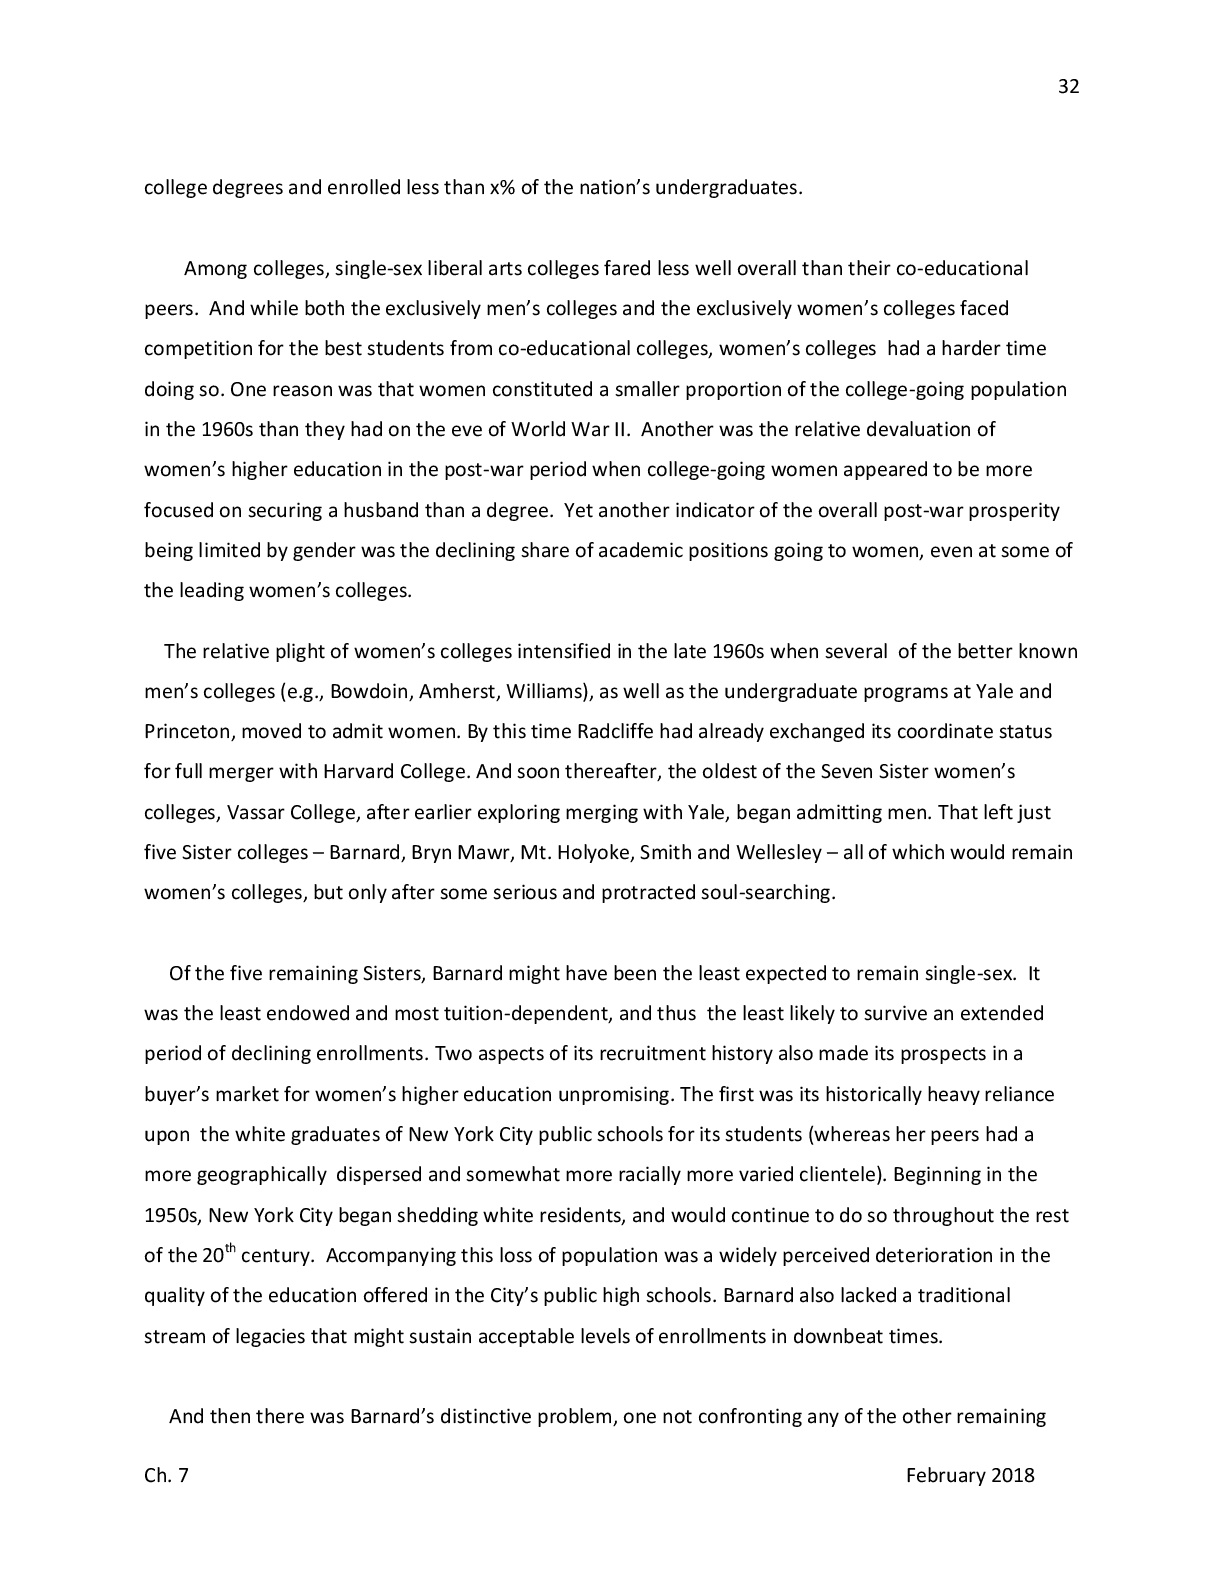 32
college degrees and enrolled less than x% of the nation’s undergraduates.
Among colleges, single-sex liberal arts colleges fared less well overall than their co-educational
peers.  And while both the exclusively men’s colleges and the exclusively women’s colleges faced
competition for the best students from co-educational colleges, women’s colleges  had a harder time
doing so. One reason was that women constituted a smaller proportion of the college-going population
in the 1960s than they had on the eve of World War II.  Another was the relative devaluation of
women’s higher education in the post-war period when college-going women appeared to be more
focused on securing a husband than a degree.  Yet another indicator of the overall post-war prosperity
being limited by gender was the declining share of academic positions going to women, even at some of
the leading women’s colleges.
The relative plight of women’s colleges intensified in the late 1960s when several  of the better known
men’s colleges (e.g., Bowdoin, Amherst, Williams), as well as the undergraduate programs at Yale and
Princeton, moved to admit women. By this time Radcliffe had already exchanged its coordinate status
for full merger with Harvard College. And soon thereafter, the oldest of the Seven Sister women’s
colleges, Vassar College, after earlier exploring merging with Yale, began admitting men. That left just
five Sister colleges – Barnard, Bryn Mawr, Mt. Holyoke, Smith and Wellesley – all of which would remain
women’s colleges, but only after some serious and protracted soul-searching.
Of the five remaining Sisters, Barnard might have been the least expected to remain single-sex.  It
was the least endowed and most tuition-dependent, and thus  the least likely to survive an extended
period of declining enrollments. Two aspects of its recruitment history also made its prospects in a
buyer’s market for women’s higher education unpromising. The first was its historically heavy reliance
upon  the white graduates of New York City public schools for its students (whereas her peers had a
more geographically  dispersed and somewhat more racially more varied clientele). Beginning in the
1950s, New York City began shedding white residents, and would continue to do so throughout the rest
of the 20th century.  Accompanying this loss of population was a widely perceived deterioration in the
quality of the education offered in the City’s public high schools. Barnard also lacked a traditional
stream of legacies that might sustain acceptable levels of enrollments in downbeat times.
And then there was Barnard’s distinctive problem, one not confronting any of the other remaining
Ch. 7 February 2018